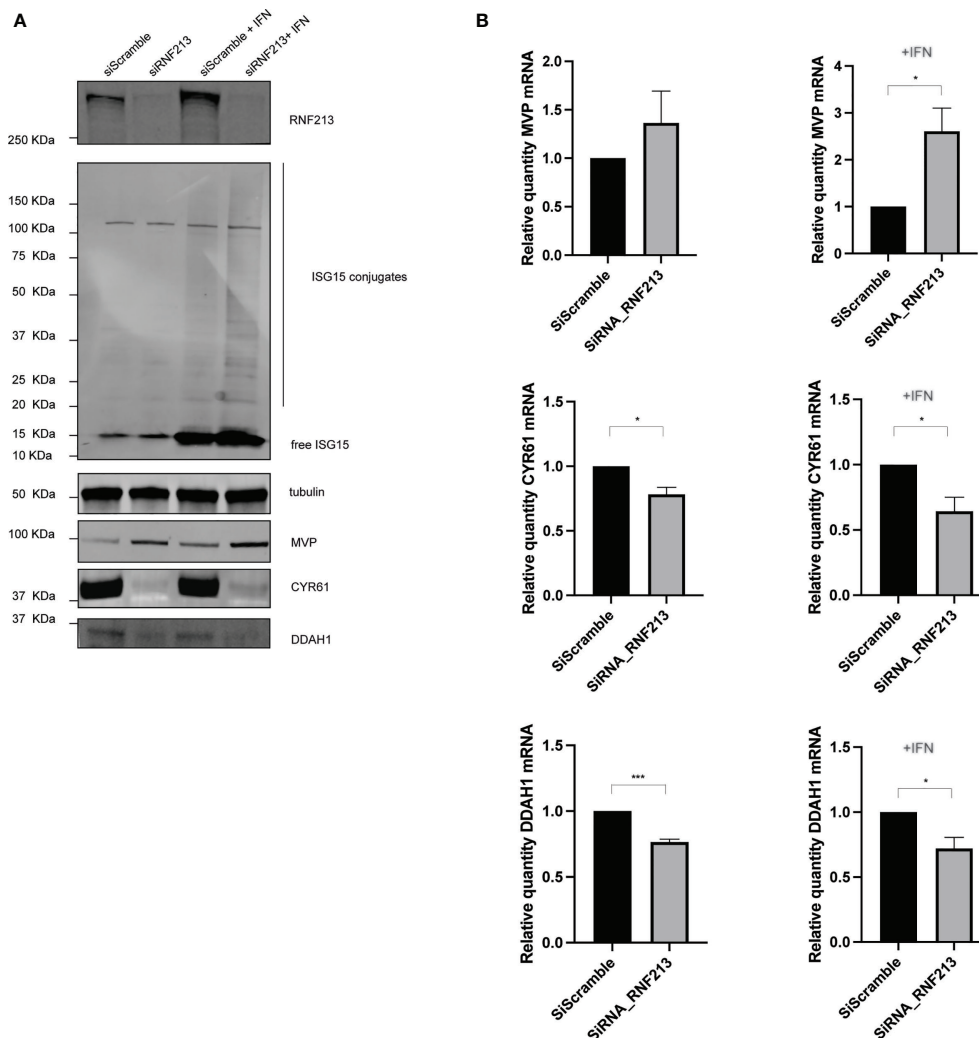 A
siScramble
siRNF213
siScramble + IFN
siRNF213+ IFN
RNF213
250 KDa
150 KDa
100 KDa
75 KDa
50 KDa
37 KDa
25 KDa
20 KDa
15 KDa
10 KDa
ISG15 conjugates
free ISG15
50 KDa
tubulin
100 KDa
MVP
37 KDa
CYR61
37 KDa
DDAH1
B
Relative quantity MVP mRNA
2.0
1.5
1.0
0.5
0.0
SiScramble
SiRNA_RNF213
+IFN
*
Relative quantity MVP mRNA
4
3
2
1
0
SiScramble
SiRNA_RNF213
Relative quantity CYR61 mRNA
1.5
1.0
0.5
0.0
*
SiScramble
SiRNA_RNF213
+IFN
*
Relative quantity CYR61 mRNA
1.5
1.0
0.5
0.0
SiScramble
SiRNA_RNF213
Relative quantity DDAH1 mRNA
1.5
1.0
0.5
0.0
***
SiScramble
SiRNA_RNF213
+IFN
*
Relative quantity DDAH1 mRNA
1.5
1.0
0.5
0.0
SiScramble
SiRNA_RNF213